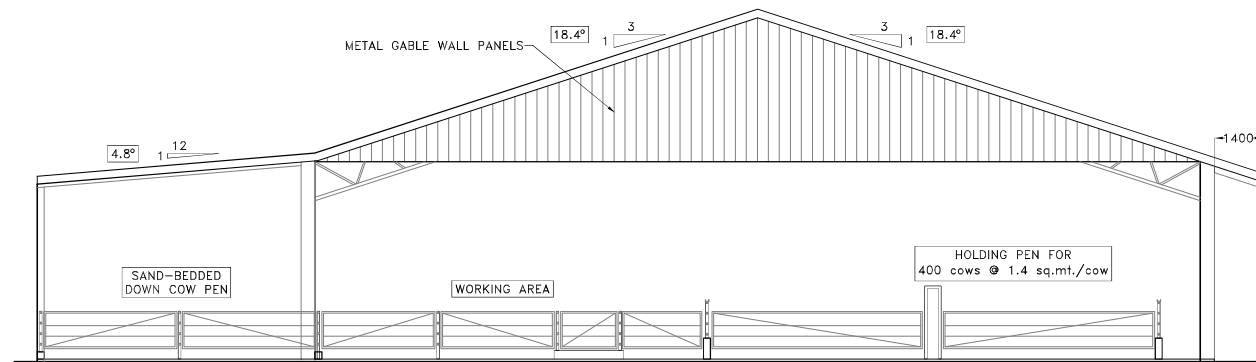 18.4°
3
1
3
1
18.4°
METAL GABLE WALL PANELS
4.8°
12
1
1400
HOLDING PEN FOR
400 cows @ 1.4 sq.mt./cow
SAND-BEDDED
DOWN COW PEN
WORKING AREA